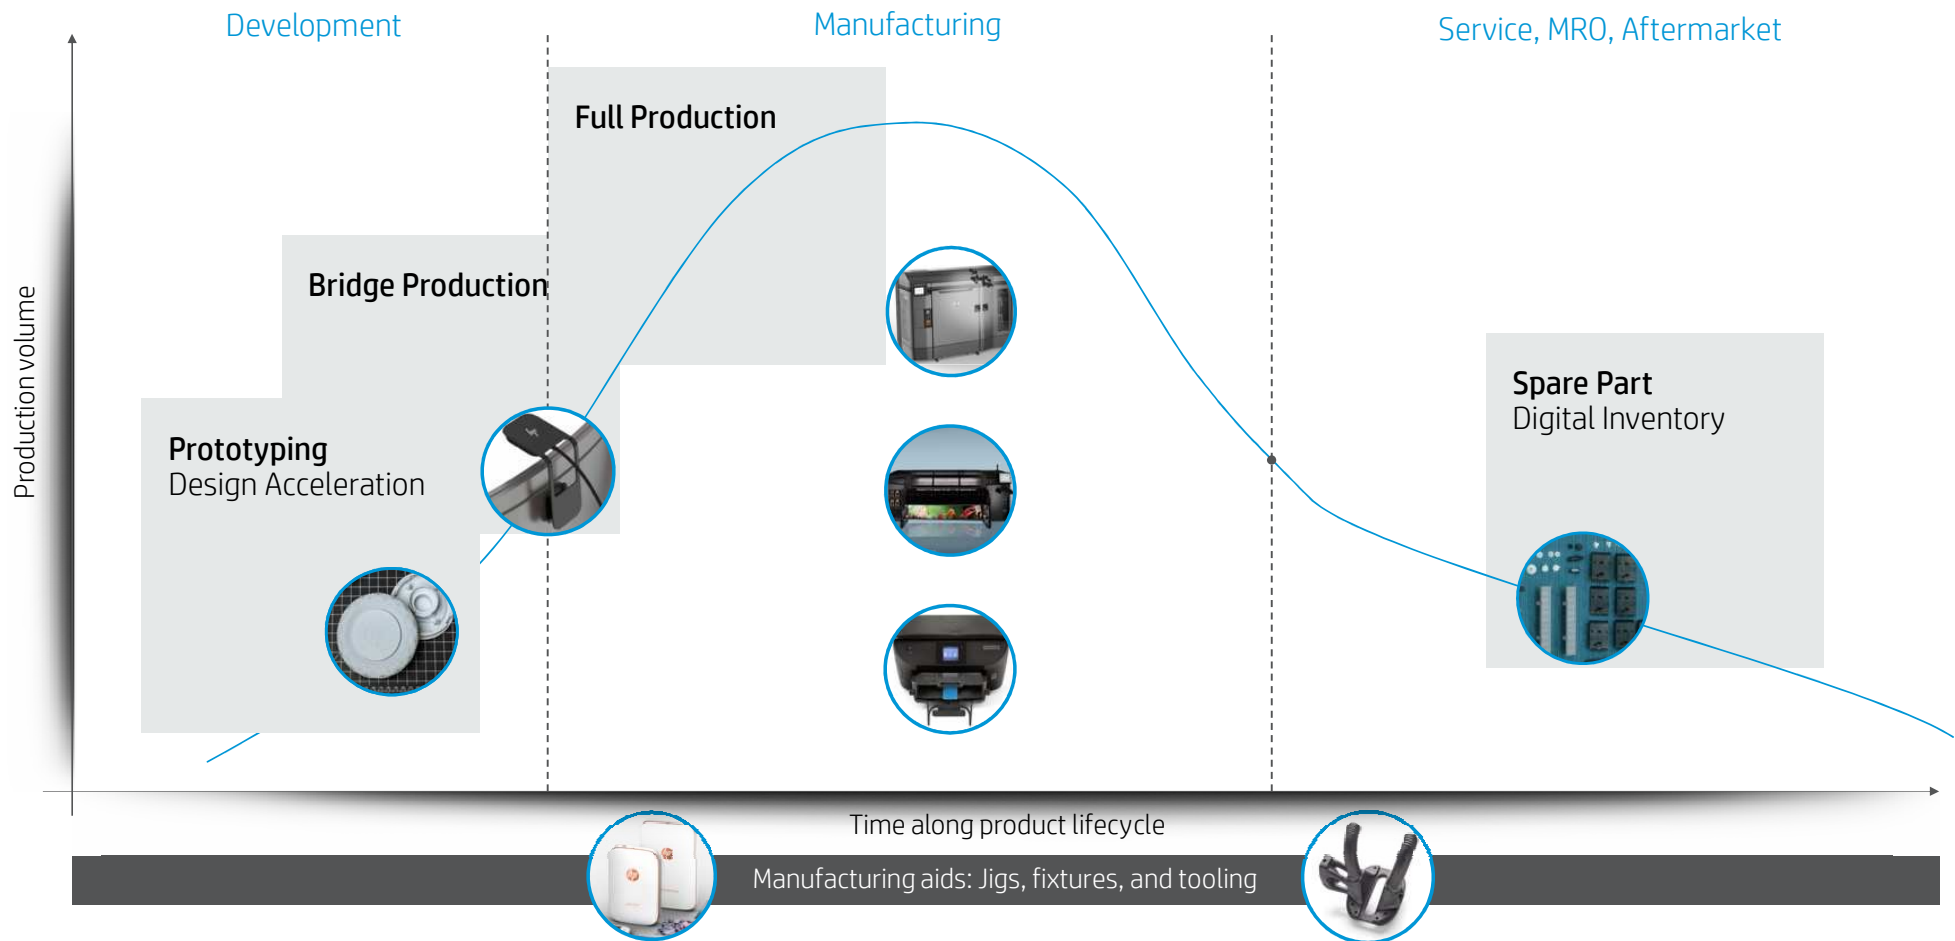 Development
Manufacturing
Service, MRO, Aftermarket
Full Production
Bridge Production
Prototyping
Design Acceleration
Spare Part
Digital Inventory
Production volume
Time along product lifecycle
Manufacturing aids: Jigs, fixtures, and tooling